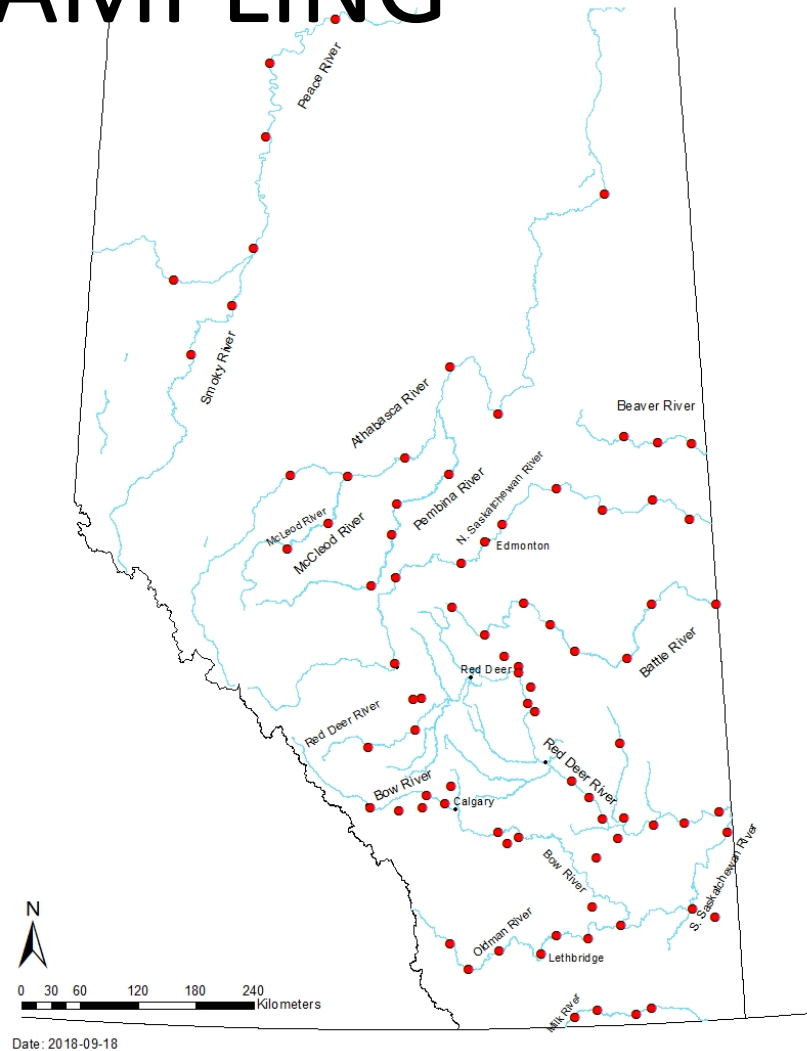 AMPLING
Peace River
Smoky River
Athabasca River
Beaver River
Pembina River
N. Saskatchewan River
McLeod River
McCleod River
Edmonton
Battle River
Red Deer
Red Deer River
Red Deer River
Bow River
Calgary
Bow River
S. Saskatchewan River
Oldman River
Lethbridge
Milk River
N
0 30 60 120 180 240
Kilometers
Date: 2018-09-18